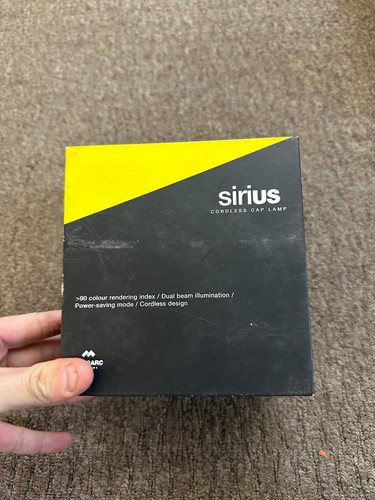 sirius
CORDLESS CAP LAMP
>90 colour rendering index / Dual beam illumination /
Power-saving mode / Cordless design